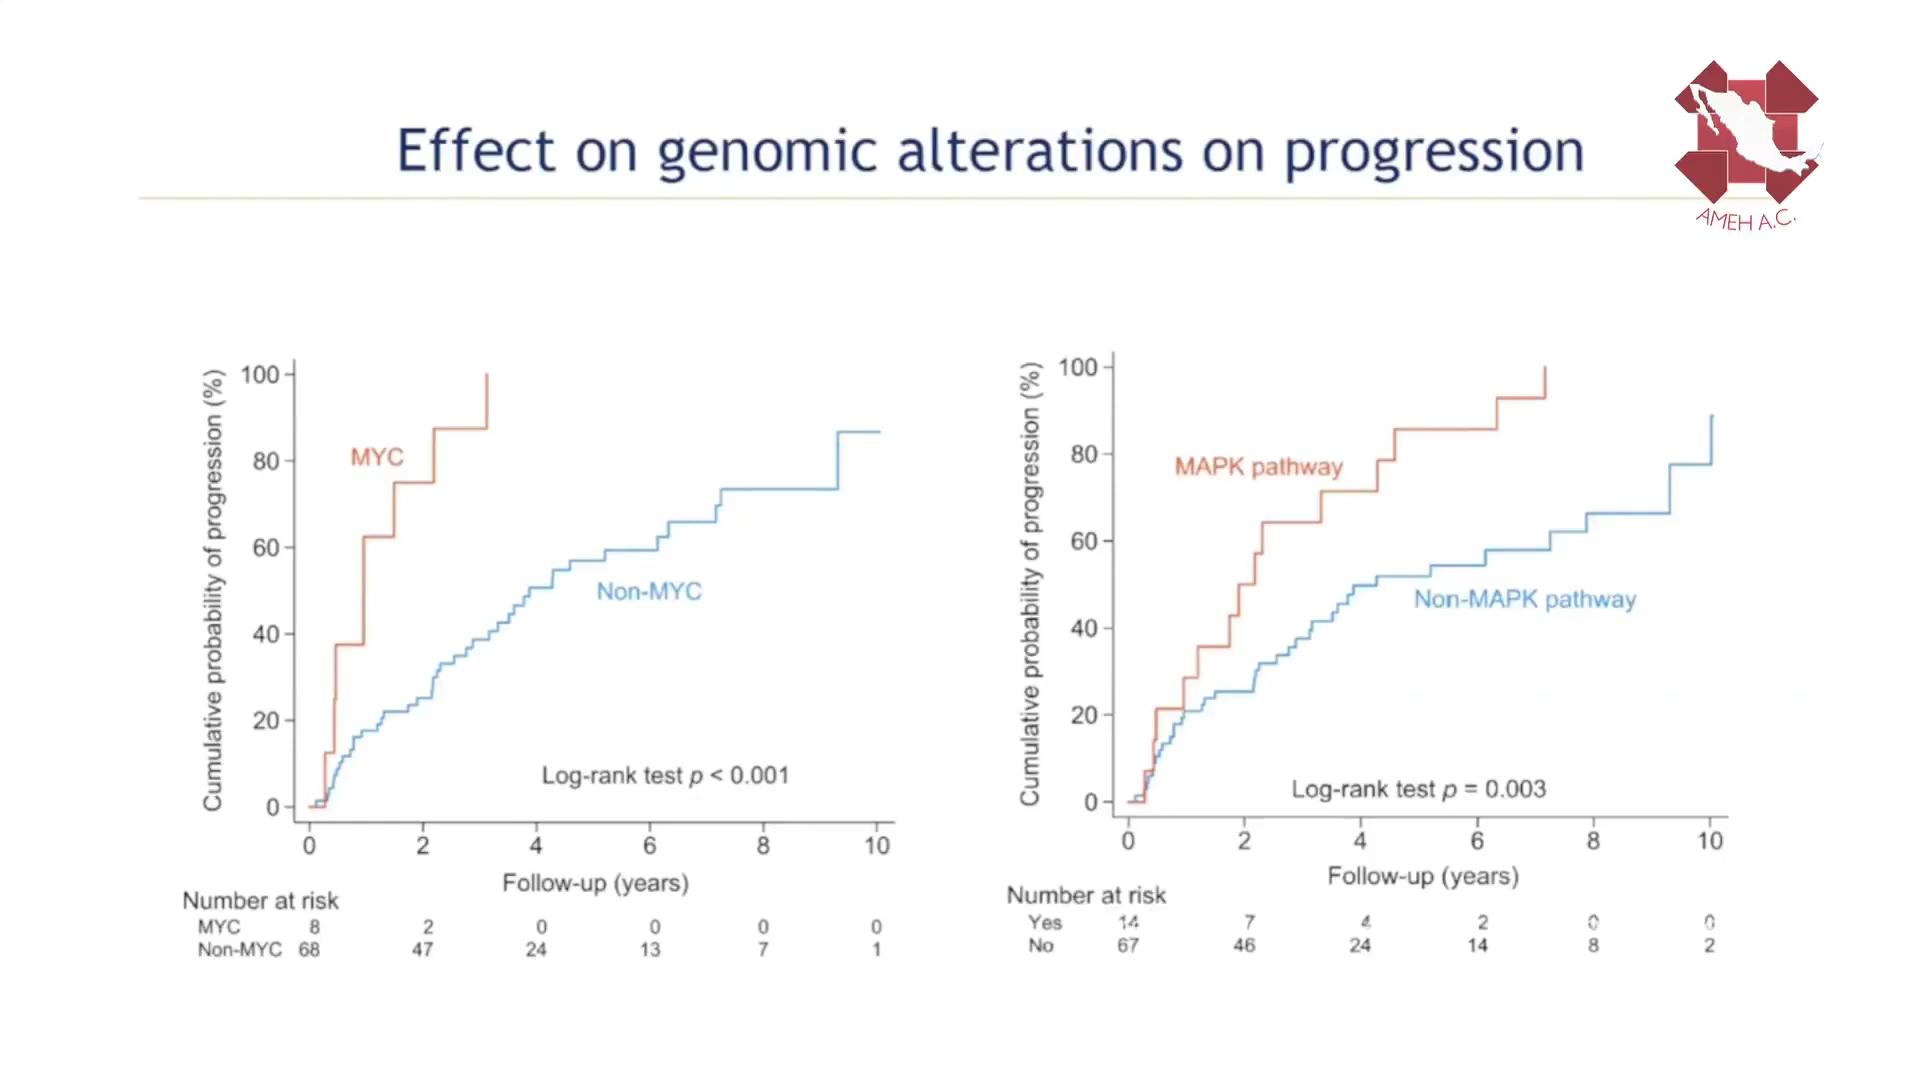 Effect on genomic alterations on progression
AMEH A.C.
Cumulative probability of progression (%)
100
80
60
40
20
0
MYC
Non-MYC
Log-rank test p < 0.001
0 2 4 6 8 10
Follow-up (years)
Number at risk
MYC 8 2 0 0 0 0
Non-MYC 68 47 24 13 7 1
Cumulative probability of progression (%)
100
80
60
40
20
0
MAPK pathway
Non-MAPK pathway
Log-rank test p = 0.003
0 2 4 6 8 10
Follow-up (years)
Number at risk
Yes 14 7 4 2 0 0
No 67 46 24 14 8 2